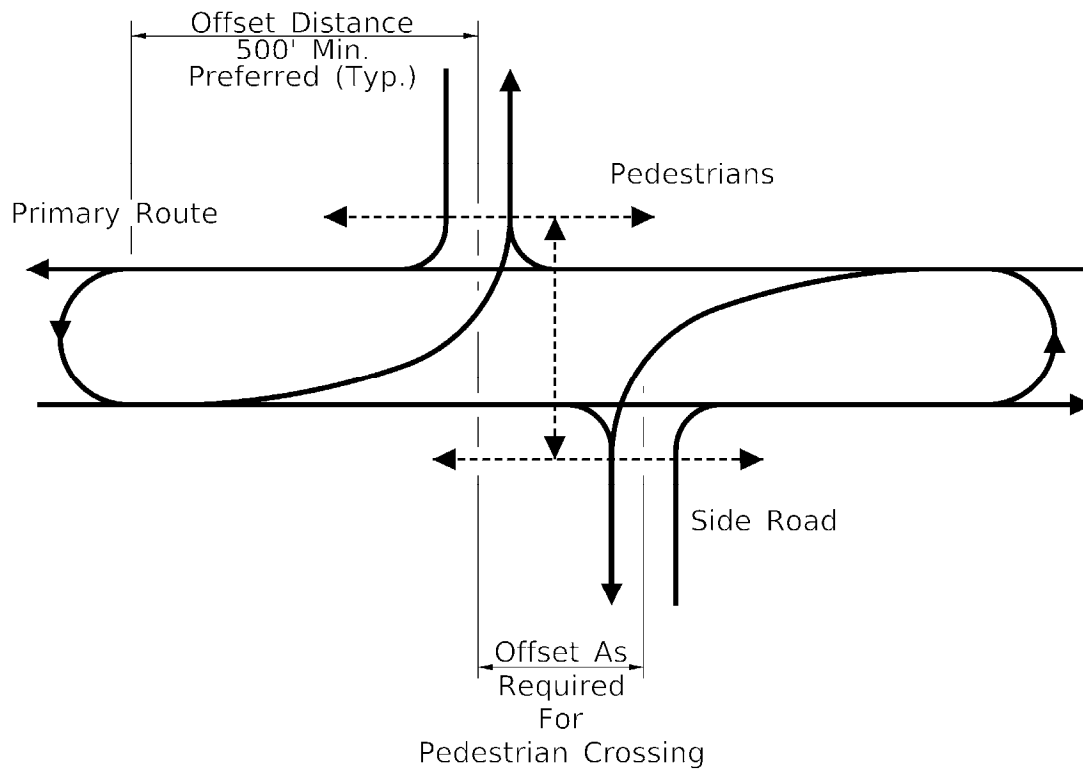 Offset Distance
500' Min.
Preferred (Typ.)
Pedestrians
Primary Route
Side Road
Offset As
Required
For
Pedestrian Crossing